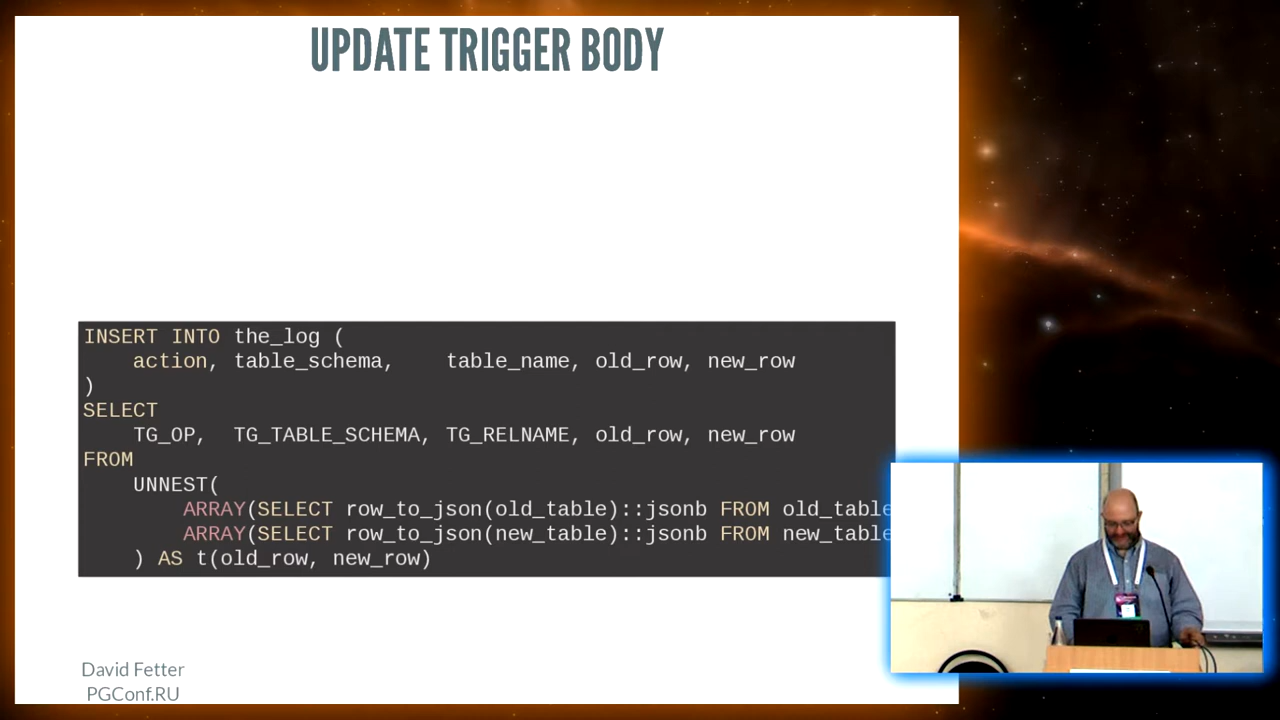 UPDATE TRIGGER BODY
INSERT INTO the_log (
    action, table_schema,    table_name, old_row, new_row
)
SELECT
    TG_OP,  TG_TABLE_SCHEMA, TG_RELNAME, old_row, new_row
FROM
    UNNEST(
        ARRAY(SELECT row_to_json(old_table)::jsonb FROM old_table
        ARRAY(SELECT row_to_json(new_table)::jsonb FROM new_table
    ) AS t(old_row, new_row)
David Fetter
PGConf.RU